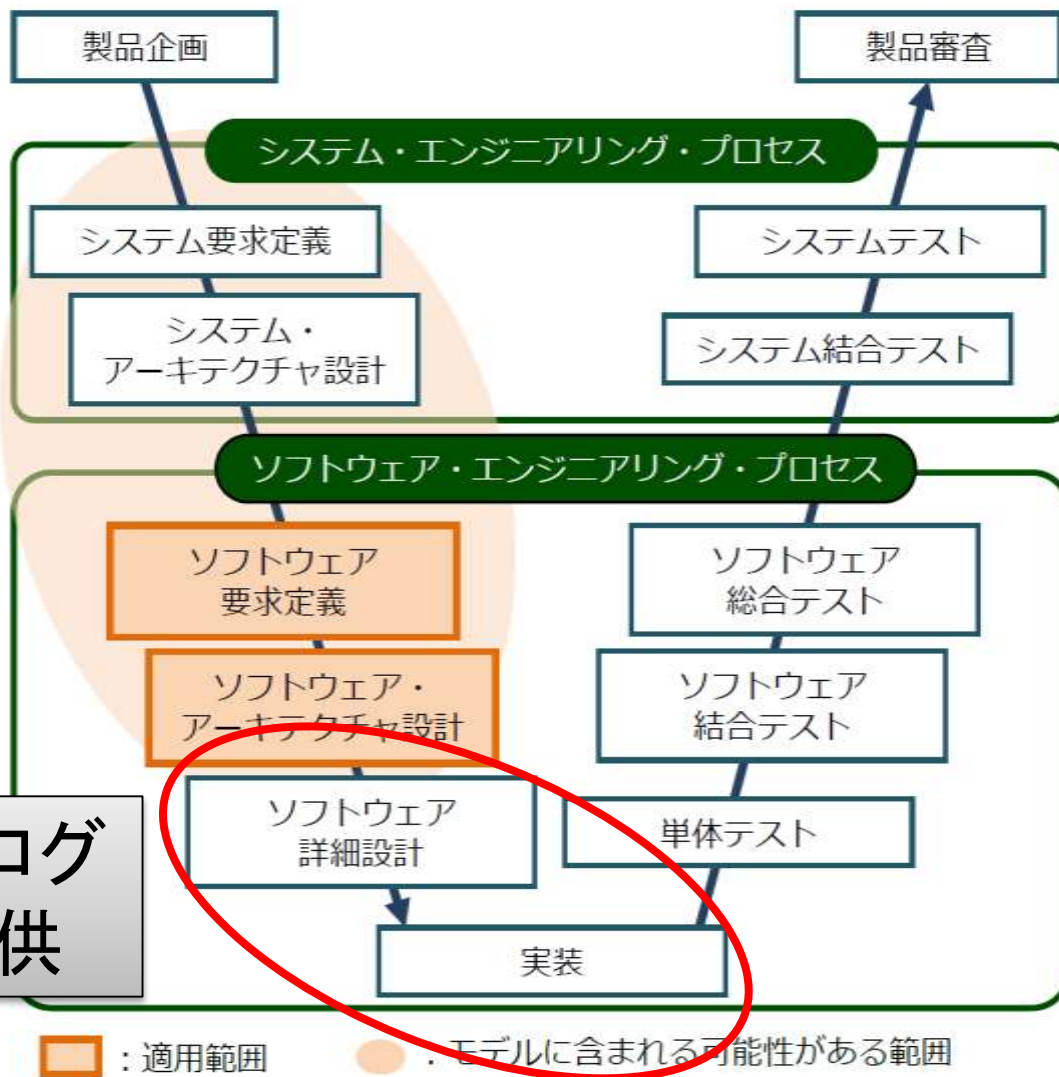 製品企画
製品審査
システム・エンジニアリング・プロセス
システム要求定義
システムテスト
システム・
アーキテクチャ設計
システム結合テスト
ソフトウェア・エンジニアリング・プロセス
ソフトウェア
要求定義
ソフトウェア
総合テスト
ソフトウェア・
アーキテクチャ設計
ソフトウェア
結合テスト
ソフトウェア
詳細設計
単体テスト
ログ
供
実装
:適用範囲
:モデルに含まれる可能性がある範囲